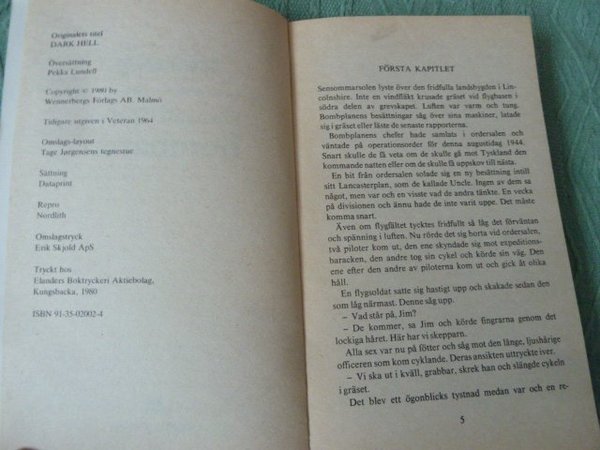 Originalets titel
DARK HELL
Översättning
Pekka Lundell
Copyright © 1980 by
Wennerbergs Förlags AB. Malmö
Tidigare utgiven i Veteran 1964
Omslags-layout
Tage Jørgensens tegnestue
Sättning
Dataprint
Repro
Nordlith
Omslagstryck
Erik Skjold ApS
Tryckt hos
Elanders Boktryckeri Aktiebolag,
Kungsbacka, 1980
ISBN 91-35-02002-4
FÖRSTA KAPITLET
Sensommarsolen lyste över den fridfulla landsbygden i Lin-
colnshire. Inte en vindfläkt krusade gräset vid flygbasen i
södra delen av grevskapet. Luften var varm och tung.
Bombplanens besättningar såg över sina maskiner, latade
sig i gräset eller läste de senaste rapporterna.
Bombplanens chefer hade samlats i ordersalen och
väntade på operationsorder för denna augustidag 1944.
Snart skulle de få veta om de skulle gå mot Tyskland den
kommande natten eller om de skulle få uppskov till nästa.
En bit från ordersalen solade sig en ny besättning intill
sitt Lancasterplan, som de kallade Uncle. Ingen av dem sa
något, men var och en visste vad de andra tänkte. En vecka
på divisionen och ännu hade de inte varit uppe. Det måste
komma snart.
Även om flygfältet tycktes fridfullt så låg det förväntan
och spänning i luften. Nu rörde det sig borta vid ordersalen,
två piloter kom ut, den ene skyndade sig mot expeditions-
baracken, den andre tog sin cykel och körde sin väg. Den
ene efter den andre av piloterna kom ut och gick åt olika
håll.
En flygsoldat satte sig hastigt upp och skakade sedan den
som låg närmast. Denne såg upp.
– Vad står på, Jim?
– De kommer, sa Jim och körde fingrarna genom det
lockiga håret. Här har vi skepparn.
Alla sex var nu på fötter och såg mot den långe, ljushårige
officeren som kom cyklande. Deras ansikten uttryckte iver.
– Vi ska ut i kväll, grabbar, skrek han och slängde cykeln
i gräset.
Det blev ett ögonblicks tystnad medan var och en re-
5